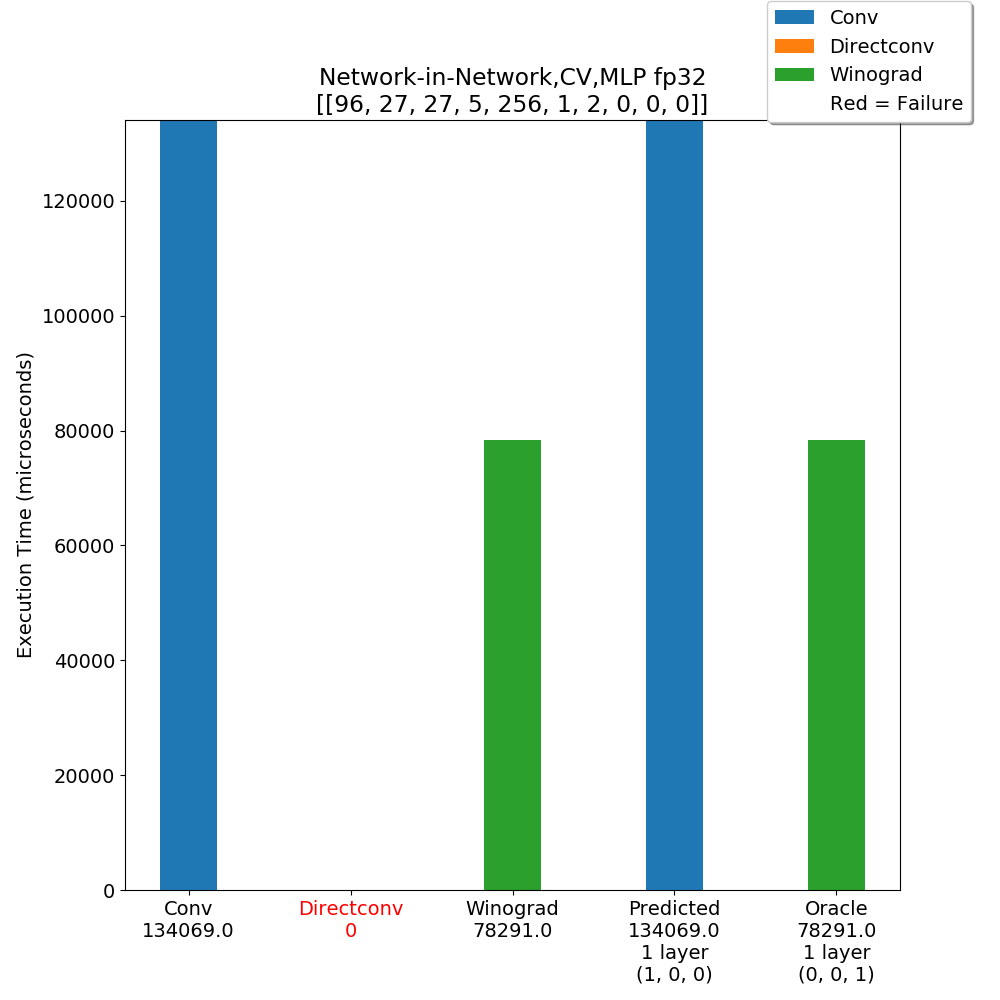 Conv
Directconv
Winograd
Red = Failure
Network-in-Network,CV,MLP fp32
[[96, 27, 27, 5, 256, 1, 2, 0, 0, 0]]
Execution Time (microseconds)
120000
100000
80000
60000
40000
20000
0
Conv
134069.0
Directconv
0
Winograd
78291.0
Predicted
134069.0
1 layer
(1, 0, 0)
Oracle
78291.0
1 layer
(0, 0, 1)